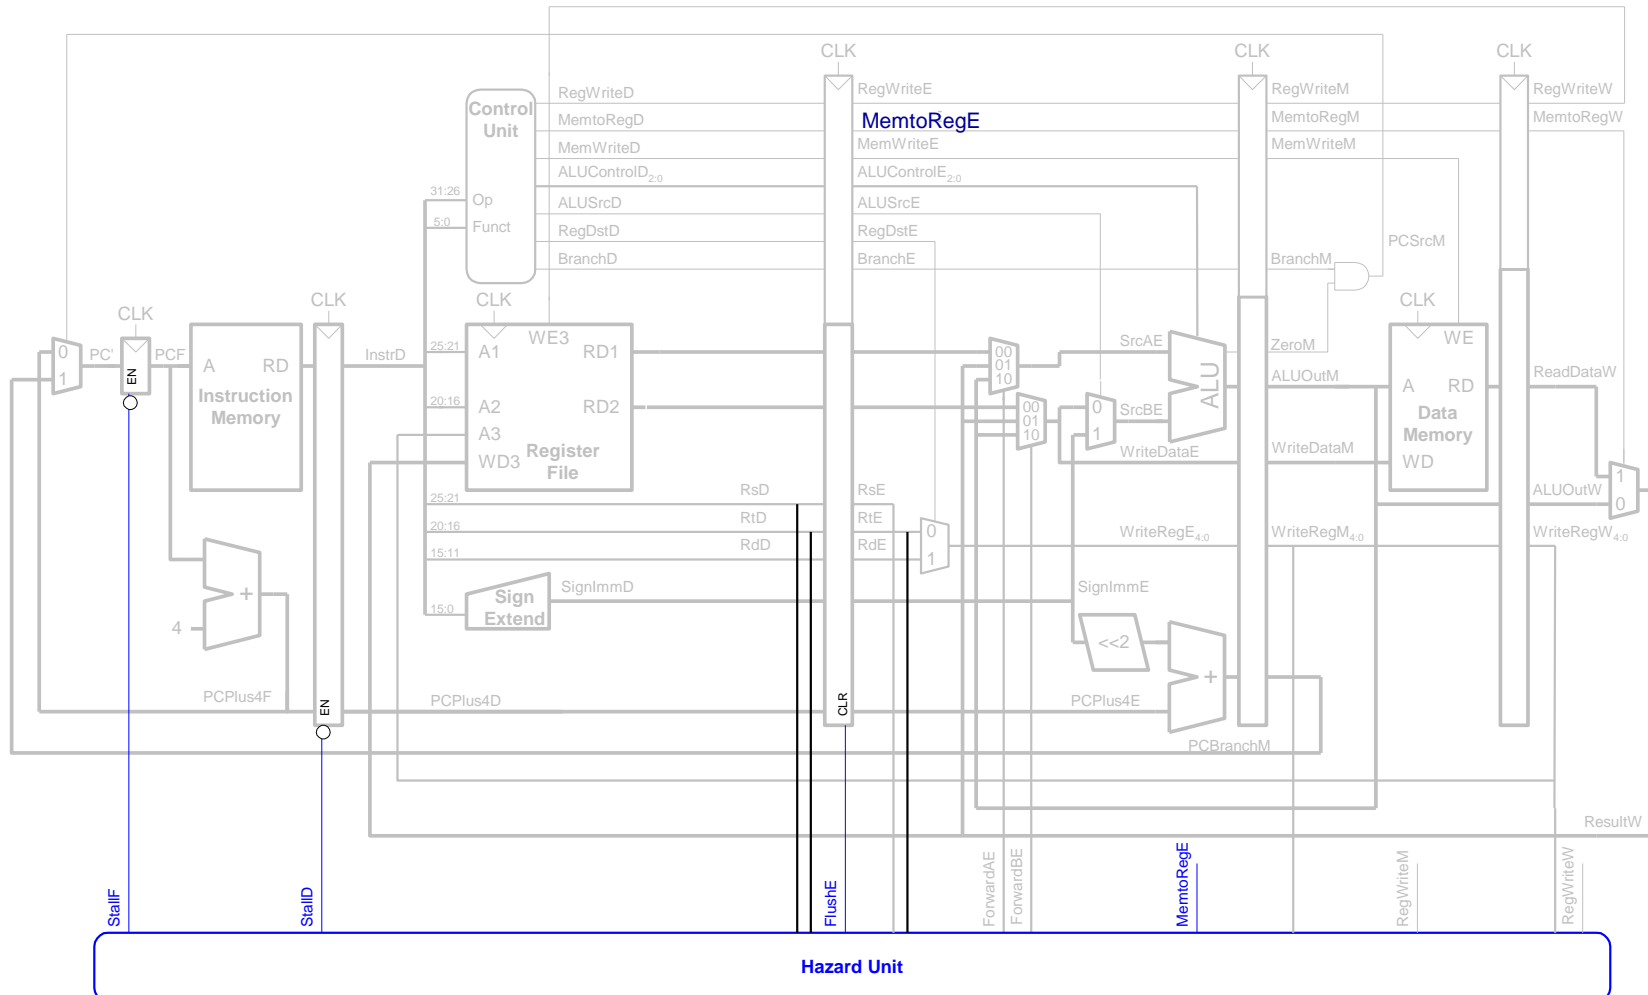 CLK CLK CLK
RegWriteD RegWriteE RegWriteM RegWriteW
Control
Unit
MemtoRegD MemtoRegE MemtoRegM MemtoRegW
MemWriteD MemWriteE MemWriteM
ALUControlD2:0 ALUControlE2:0
31:26 Op ALUSrcD ALUSrcE
5:0 Funct RegDstD RegDstE PCSrcM
BranchD BranchE BranchM
CLK CLK CLK CLK
WE3 SrcAE ZeroM WE
0 PC' PCF A RD InstrD 25:21 A1 RD1 00
01
10
1 EN
ALU ALUOutM A RD ReadDataW
Instruction
Memory
20:16 A2 RD2 00
01
10
0 SrcBE
1
Data
Memory
A3
WD3 Register
File
WriteDataE WriteDataM WD
1
0
25:21 RsD RsE ALUOutW
20:16 RtD RtE 0 WriteRegE4:0 WriteRegM4:0 WriteRegW4:0
15:11 RdD RdE 1
+ SignImmD SignImmE
15:0 Sign
Extend
4
<<2
+
PCPlus4F EN PCPlus4D CLR PCPlus4E
PCBranchM
ResultW
StallF StallD FlushE ForwardAE ForwardBE MemtoRegE RegWriteM RegWriteW
Hazard Unit